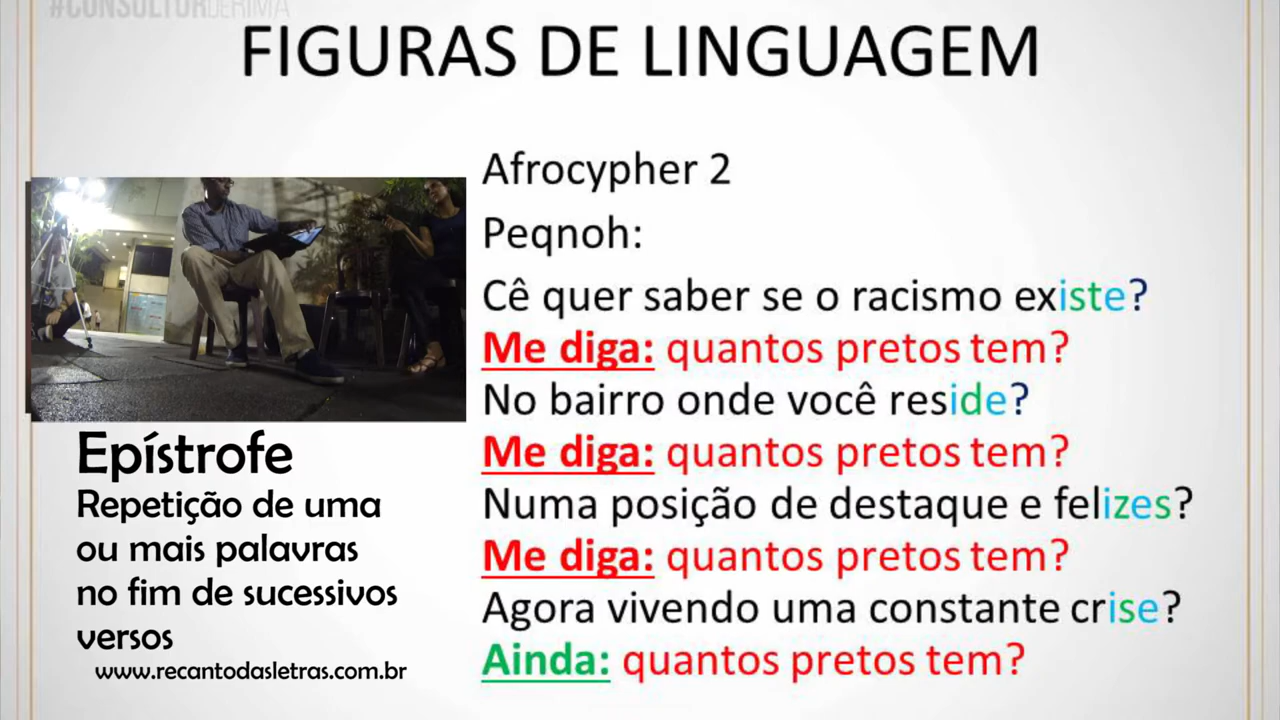 #CONSULTORDERIMA
FIGURAS DE LINGUAGEM
Afrocypher 2
Peqnoh:
Cê quer saber se o racismo existe?
Me diga: quantos pretos tem?
No bairro onde você reside?
Me diga: quantos pretos tem?
Numa posição de destaque e felizes?
Me diga: quantos pretos tem?
Agora vivendo uma constante crise?
Ainda: quantos pretos tem?
Epístrofe
Repetição de uma
ou mais palavras
no fim de sucessivos
versos
www.recantodasletras.com.br